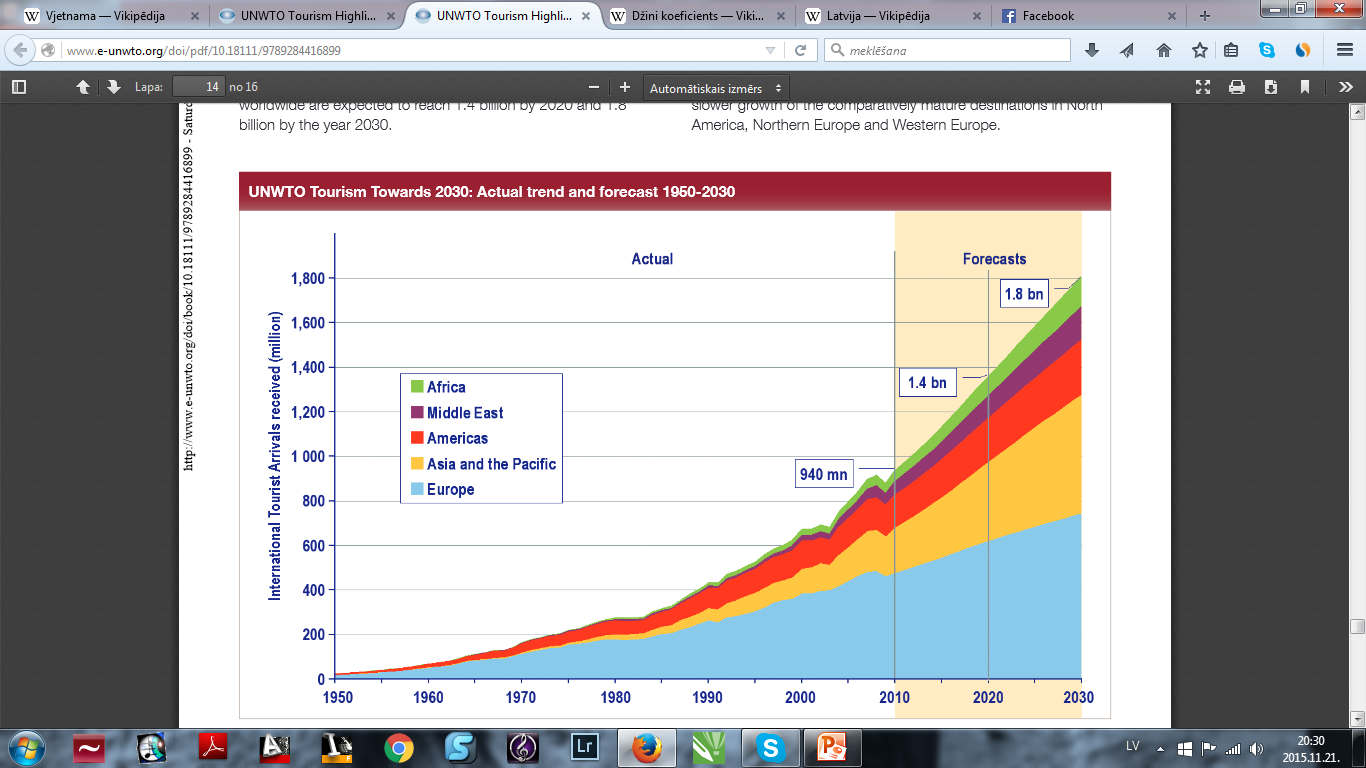 Vjetnama — Vikipēdija
UNWTO Tourism Highli...
UNWTO Tourism Highli...
Džini koeficients — Viki...
Latvija — Vikipēdija
Facebook
www.e-unwto.org/doi/pdf/10.18111/9789284416899
meklēšana
Lapa: 14 no 16
Automātiskais izmērs
worldwide are expected to reach 1.4 billion by 2020 and 1.8
billion by the year 2030.
slower growth of the comparatively mature destinations in North
America, Northern Europe and Western Europe.
http://www.e-unwto.org/doi/book/10.18111/9789284416899 - Saturd
UNWTO Tourism Towards 2030: Actual trend and forecast 1950-2030
Actual
Forecasts
International Tourist Arrivals received (million)
1,800
1,600
1,400
1,200
1 000
800
600
400
200
0
1.8 bn
1.4 bn
940 mn
Africa
Middle East
Americas
Asia and the Pacific
Europe
1950 1960 1970 1980 1990 2000 2010 2020 2030
Lr
LV
20:30
2015.11.21.